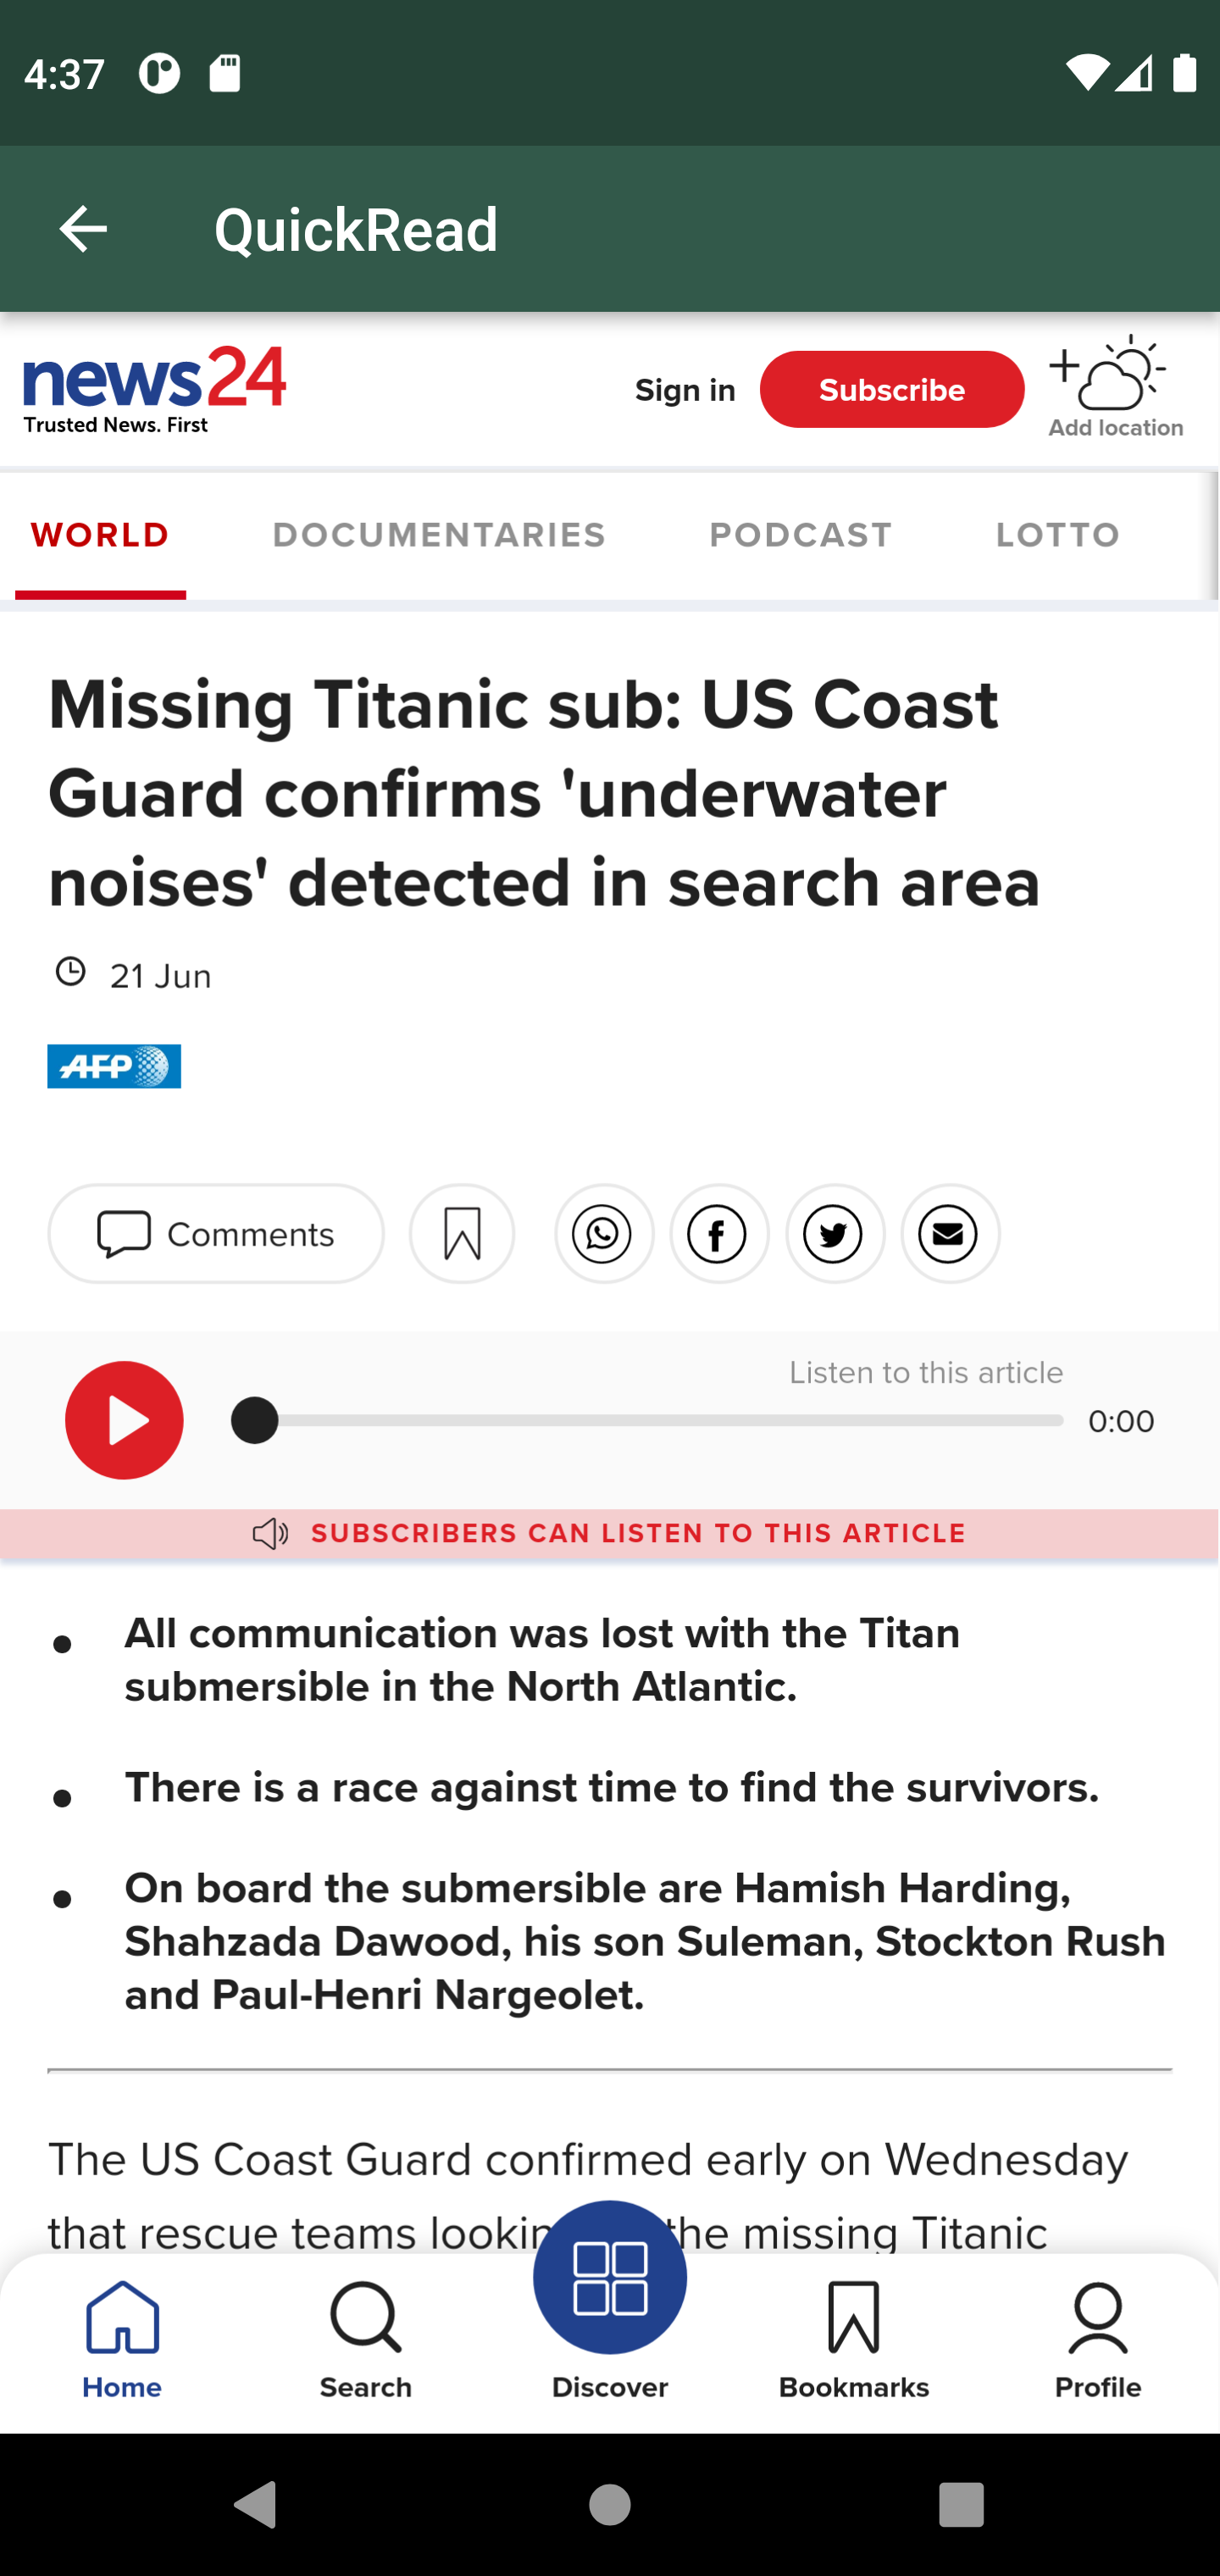 4:37
QuickRead
news24
Trusted News. First
Sign in
Subscribe
Add location
WORLD
DOCUMENTARIES
PODCAST
LOTTO
Missing Titanic sub: US Coast
Guard confirms 'underwater
noises' detected in search area
21 Jun
AFP
Comments
Listen to this article
0:00
SUBSCRIBERS CAN LISTEN TO THIS ARTICLE
• All communication was lost with the Titan
submersible in the North Atlantic.
• There is a race against time to find the survivors.
• On board the submersible are Hamish Harding,
Shahzada Dawood, his son Suleman, Stockton Rush
and Paul-Henri Nargeolet.
The US Coast Guard confirmed early on Wednesday
that rescue teams the missing Titanic
Home
Search
Discover
Bookmarks
Profile